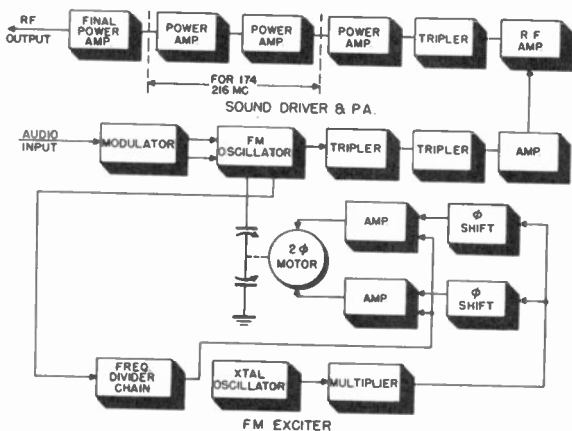 RF
OUTPUT
FINAL
POWER
AMP
POWER
AMP.
POWER
AMP.
POWER
AMP.
TRIPLER
R F
AMP.
FOR 174
216 MC
SOUND DRIVER & P.A.
AUDIO
INPUT
MODULATOR
FM
OSCILLATOR
TRIPLER
TRIPLER
AMP.
2 ϕ
MOTOR
AMP.
ϕ
SHIFT
AMP
ϕ
SHIFT
FREQ.
DIVIDER
CHAIN
XTAL
OSCILLATOR
MULTIPLIER
FM EXCITER